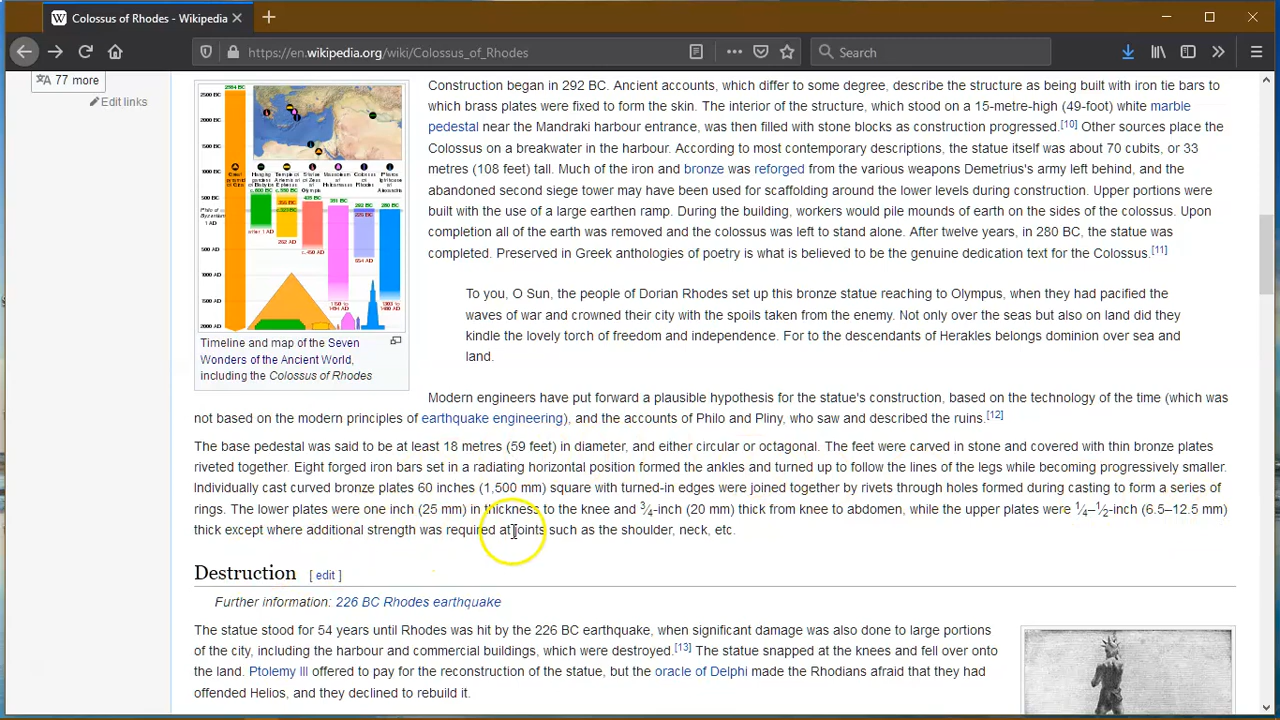 Colossus of Rhodes - Wikipedia
https://en.wikipedia.org/wiki/Colossus_of_Rhodes
Search
77 more
Edit links
Construction began in 292 BC. Ancient accounts, which differ to some degree, describe the structure as being built with iron tie bars to
which brass plates were fixed to form the skin. The interior of the structure, which stood on a 15-metre-high (49-foot) white marble
pedestal near the Mandraki harbour entrance, was then filled with stone blocks as construction progressed.[10] Other sources place the
Colossus on a breakwater in the harbour. According to most contemporary descriptions, the statue itself was about 70 cubits, or 33
metres (108 feet) tall. Much of the iron and bronze was reforged from the various weapons Demetrius's army left behind, and the
abandoned second siege tower may have been used for scaffolding around the lower levels during construction. Upper portions were
built with the use of a large earthen ramp. During the building workers would pile mounds of earth on the sides of the colossus. Upon
completion all of the earth was removed and the colossus was left to stand alone. After twelve years, in 280 BC, the statue was
completed. Preserved in Greek anthologies of poetry is what is believed to be the genuine dedication text for the Colossus.[11]
To you, O Sun, the people of Dorian Rhodes set up this bronze statue reaching to Olympus, when they had pacified the
waves of war and crowned their city with the spoils taken from the enemy. Not only over the seas but also on land did they
kindle the lovely torch of freedom and independence. For to the descendants of Herakles belongs dominion over sea and
land.
Timeline and map of the Seven
Wonders of the Ancient World,
including the Colossus of Rhodes
Modern engineers have put forward a plausible hypothesis for the statue's construction, based on the technology of the time (which was
not based on the modern principles of earthquake engineering), and the accounts of Philo and Pliny, who saw and described the ruins.[12]
The base pedestal was said to be at least 18 metres (59 feet) in diameter, and either circular or octagonal. The feet were carved in stone and covered with thin bronze plates
riveted together. Eight forged iron bars set in a radiating horizontal position formed the ankles and turned up to follow the lines of the legs while becoming progressively smaller.
Individually cast curved bronze plates 60 inches (1,500 mm) square with turned-in edges were joined together by rivets through holes formed during casting to form a series of
rings. The lower plates were one inch (25 mm) in thickness to the knee and 3⁄4-inch (20 mm) thick from knee to abdomen, while the upper plates were 1⁄4–1⁄2-inch (6.5–12.5 mm)
thick except where additional strength was required at joints such as the shoulder, neck, etc.
Destruction [ edit ]
Further information: 226 BC Rhodes earthquake
The statue stood for 54 years until Rhodes was hit by the 226 BC earthquake, when significant damage was also done to large portions
of the city, including the harbour and commercial buildings, which were destroyed.[13] The statue snapped at the knees and fell over onto
the land. Ptolemy III offered to pay for the reconstruction of the statue, but the oracle of Delphi made the Rhodians afraid that they had
offended Helios, and they declined to rebuild it.